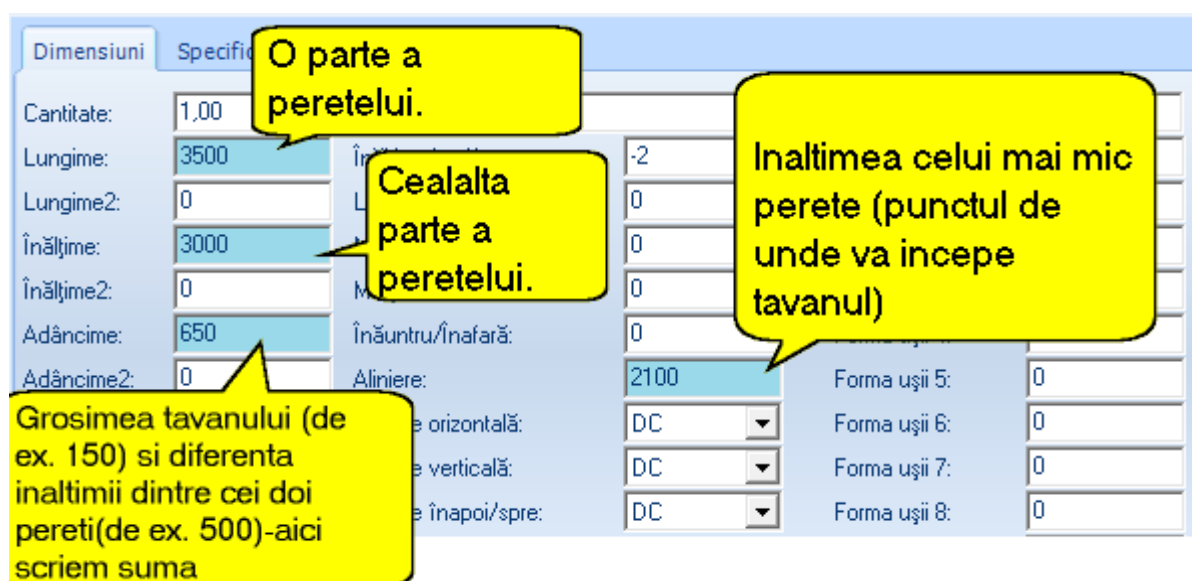 Dimensiuni
Specific
O parte a
peretelui.
Cantitate: 1,00
Lungime: 3500
-2
Lungime2: 0
0
Înălţime: 3000
0
Înălţime2: 0
0
Adâncime: 650
Înăuntru/Înafară: 0
Adâncime2: 0
Aliniere: 2100
Forma uşii 5: 0
e orizontală: DC
Forma uşii 6: 0
e verticală: DC
Forma uşii 7: 0
e înapoi/spre: DC
Forma uşii 8: 0
Cealalta
parte a
peretelui.
Inaltimea celui mai mic
perete (punctul de
unde va incepe
tavanul)
Grosimea tavanului (de
ex. 150) si diferenta
inaltimii dintre cei doi
pereti(de ex. 500)-aici
scriem suma